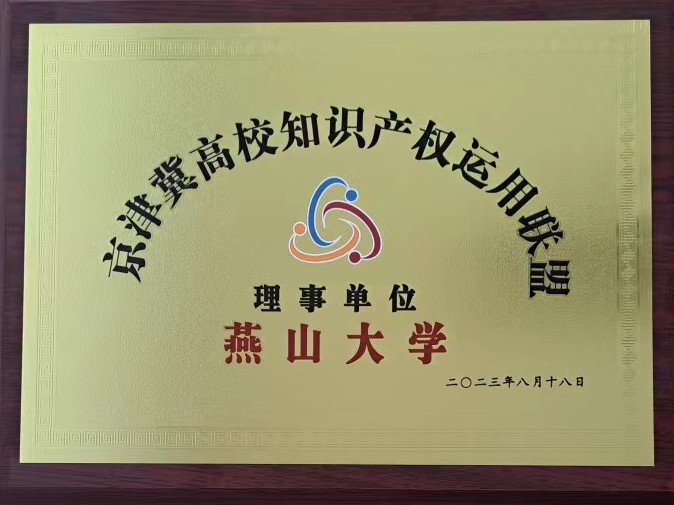 京津冀高校知识产权运用联盟
理事单位
燕山大学
二〇二三年八月十八日